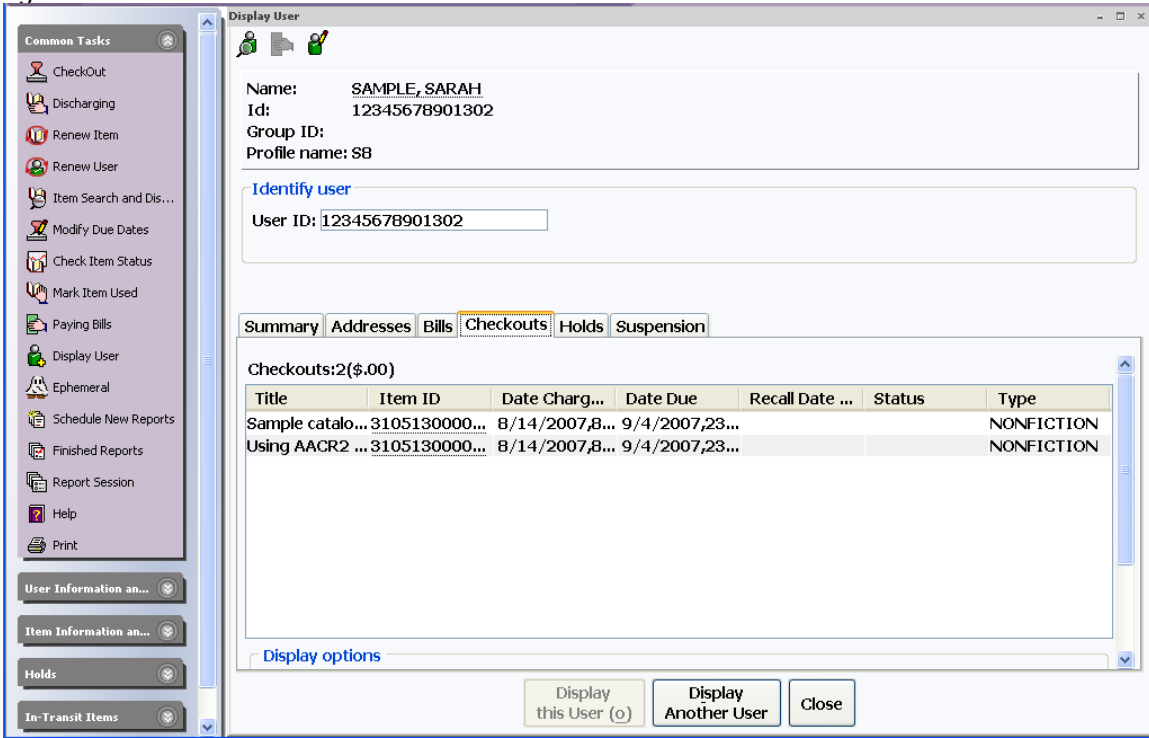 Display User
Common Tasks
CheckOut
Discharging
Renew Item
Renew User
Item Search and Dis...
Modify Due Dates
Check Item Status
Mark Item Used
Paying Bills
Display User
Ephemeral
Schedule New Reports
Finished Reports
Report Session
Help
Print
User Information an...
Item Information an...
Holds
In-Transit Items
Name: SAMPLE, SARAH
Id: 12345678901302
Group ID:
Profile name: SB
Identify user
User ID: 12345678901302
Summary Addresses Bills Checkouts Holds Suspension
Checkouts:2($.00)
Title Item ID Date Charg... Date Due Recall Date ... Status Type
Sample catalo... 3105130000... 8/14/2007,8... 9/4/2007,23... NONFICTION
Using AACR2 ... 3105130000... 8/14/2007,8... 9/4/2007,23... NONFICTION
Display options
Display this User (o)
Display Another User
Close